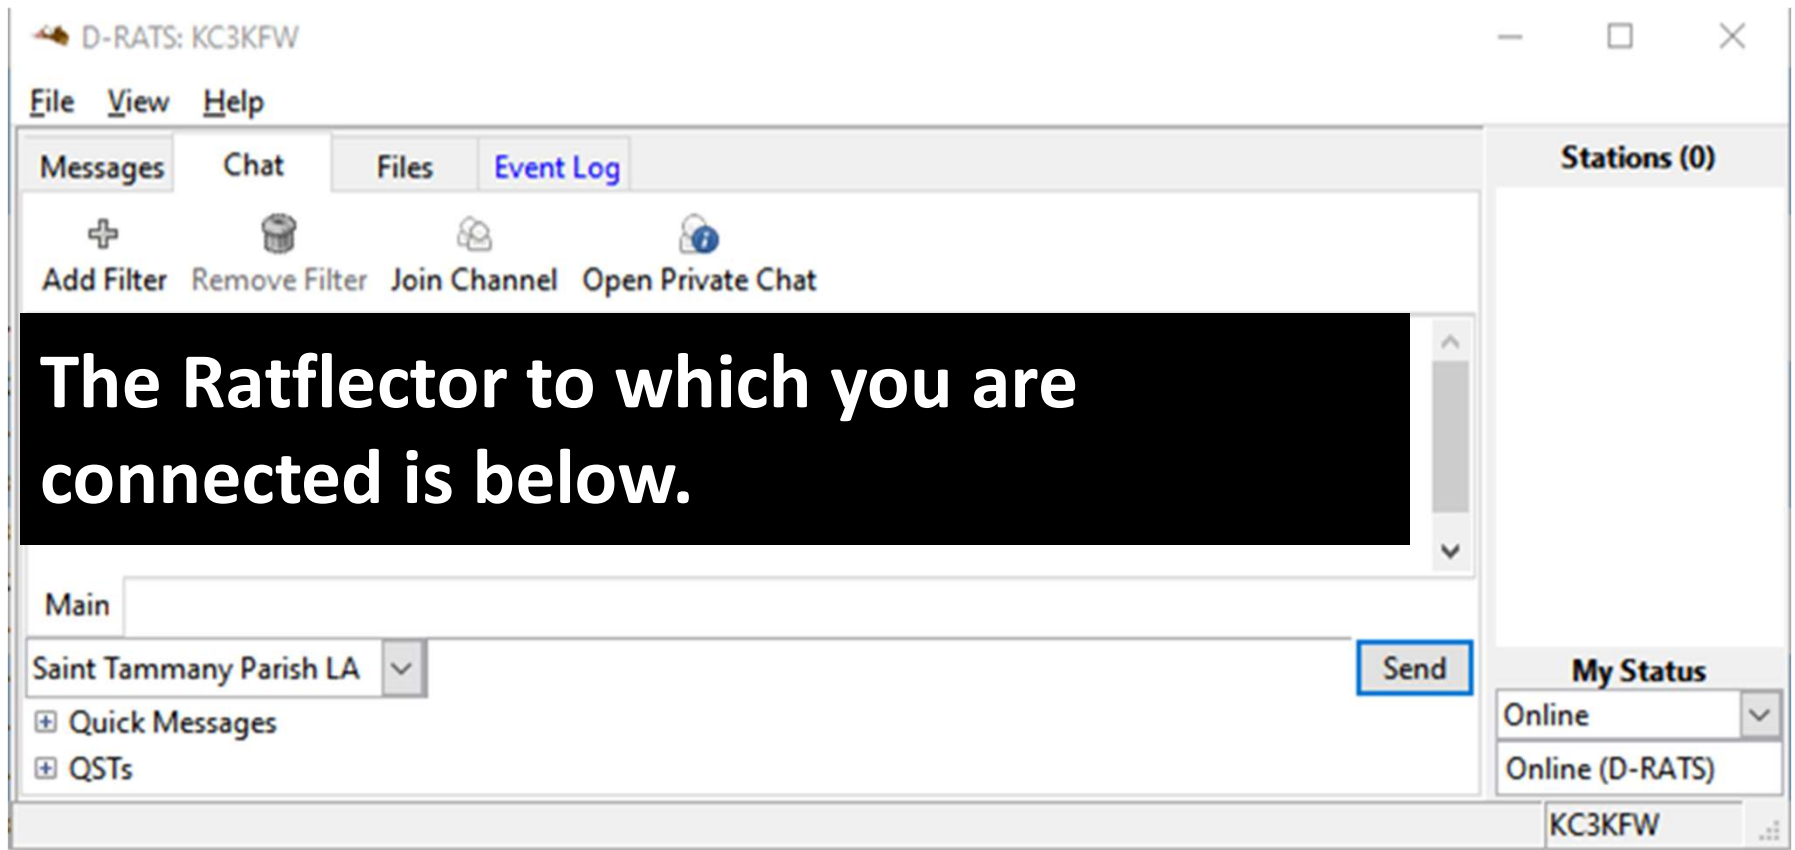 D-RATS: KC3KFW
File View Help
Messages Chat Files Event Log
Stations (0)
Add Filter Remove Filter Join Channel Open Private Chat
The Ratflector to which you are
connected is below.
Main
Saint Tammany Parish LA
Send
My Status
Quick Messages
Online
QSTs
Online (D-RATS)
KC3KFW